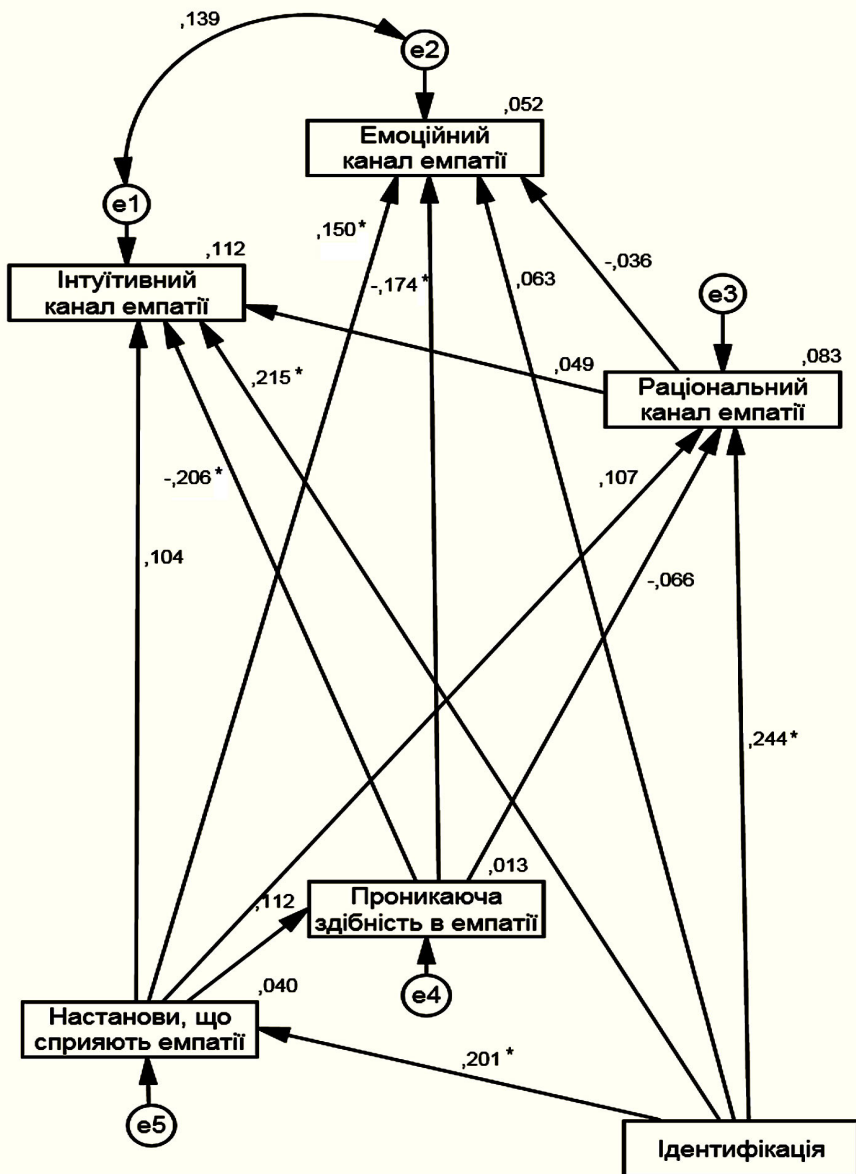 ,139
e2
,052
Емоційний
канал емпатії
e1
,112
Інтуїтивний
канал емпатії
,150*
-,174*
,063
-,036
e3
,083
Раціональний
канал емпатії
,049
,215*
-,206*
,107
,104
-,066
,244*
,013
Проникаюча
здібність в емпатії
,112
e4
,040
Настанови, що
сприяють емпатії
,201*
e5
Ідентифікація